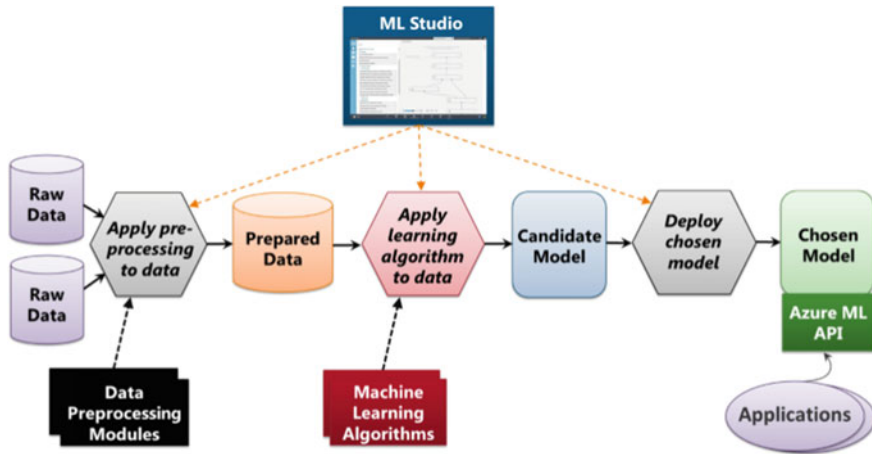 ML Studio
Raw
Data
Raw
Data
Apply pre-
processing
to data
Prepared
Data
Apply
learning
algorithm
to data
Candidate
Model
Deploy
chosen
model
Chosen
Model
Azure ML
API
Data
Preprocessing
Modules
Machine
Learning
Algorithms
Applications